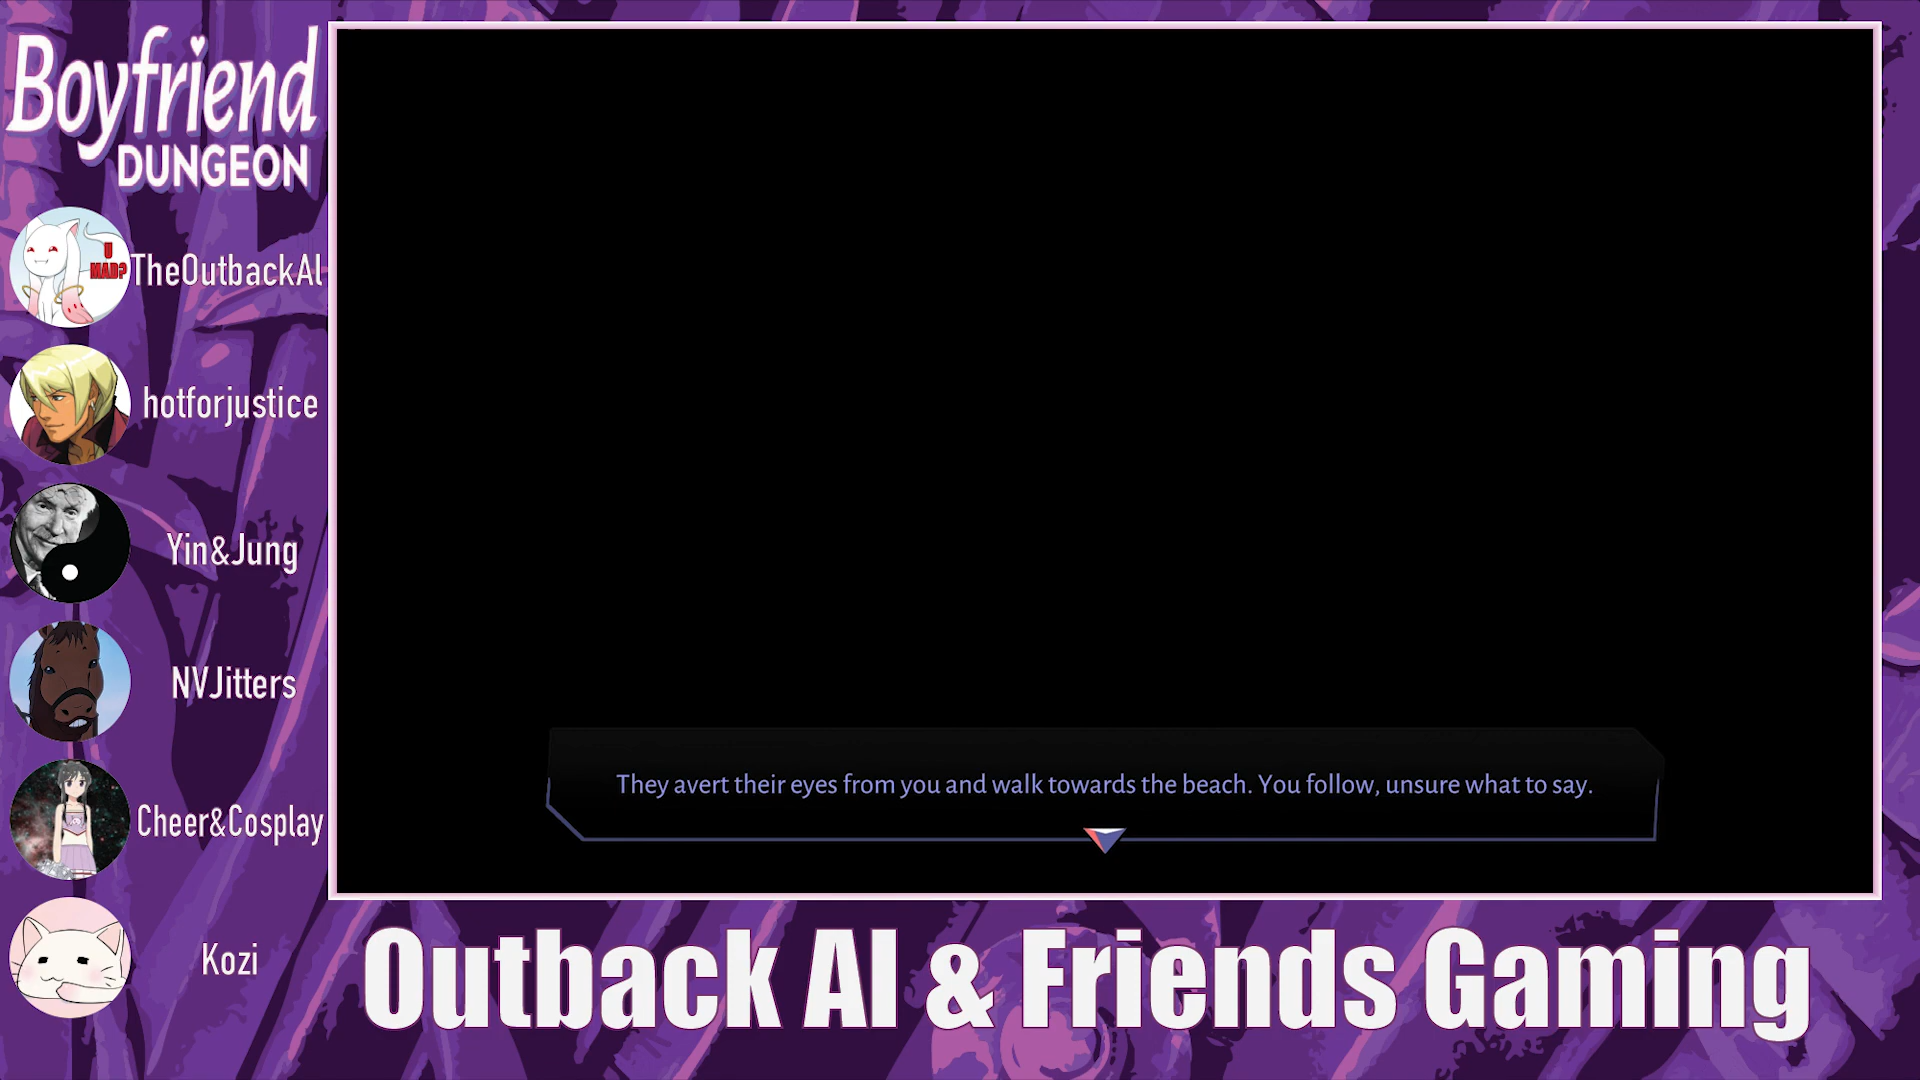 Boyfriend
DUNGEON
U
MAD?
TheOutbackAl
hotforjustice
Yin&Jung
NVJitters
Cheer&Cosplay
Kozi
They avert their eyes from you and walk towards the beach. You follow, unsure what to say.
Outback Al & Friends Gaming